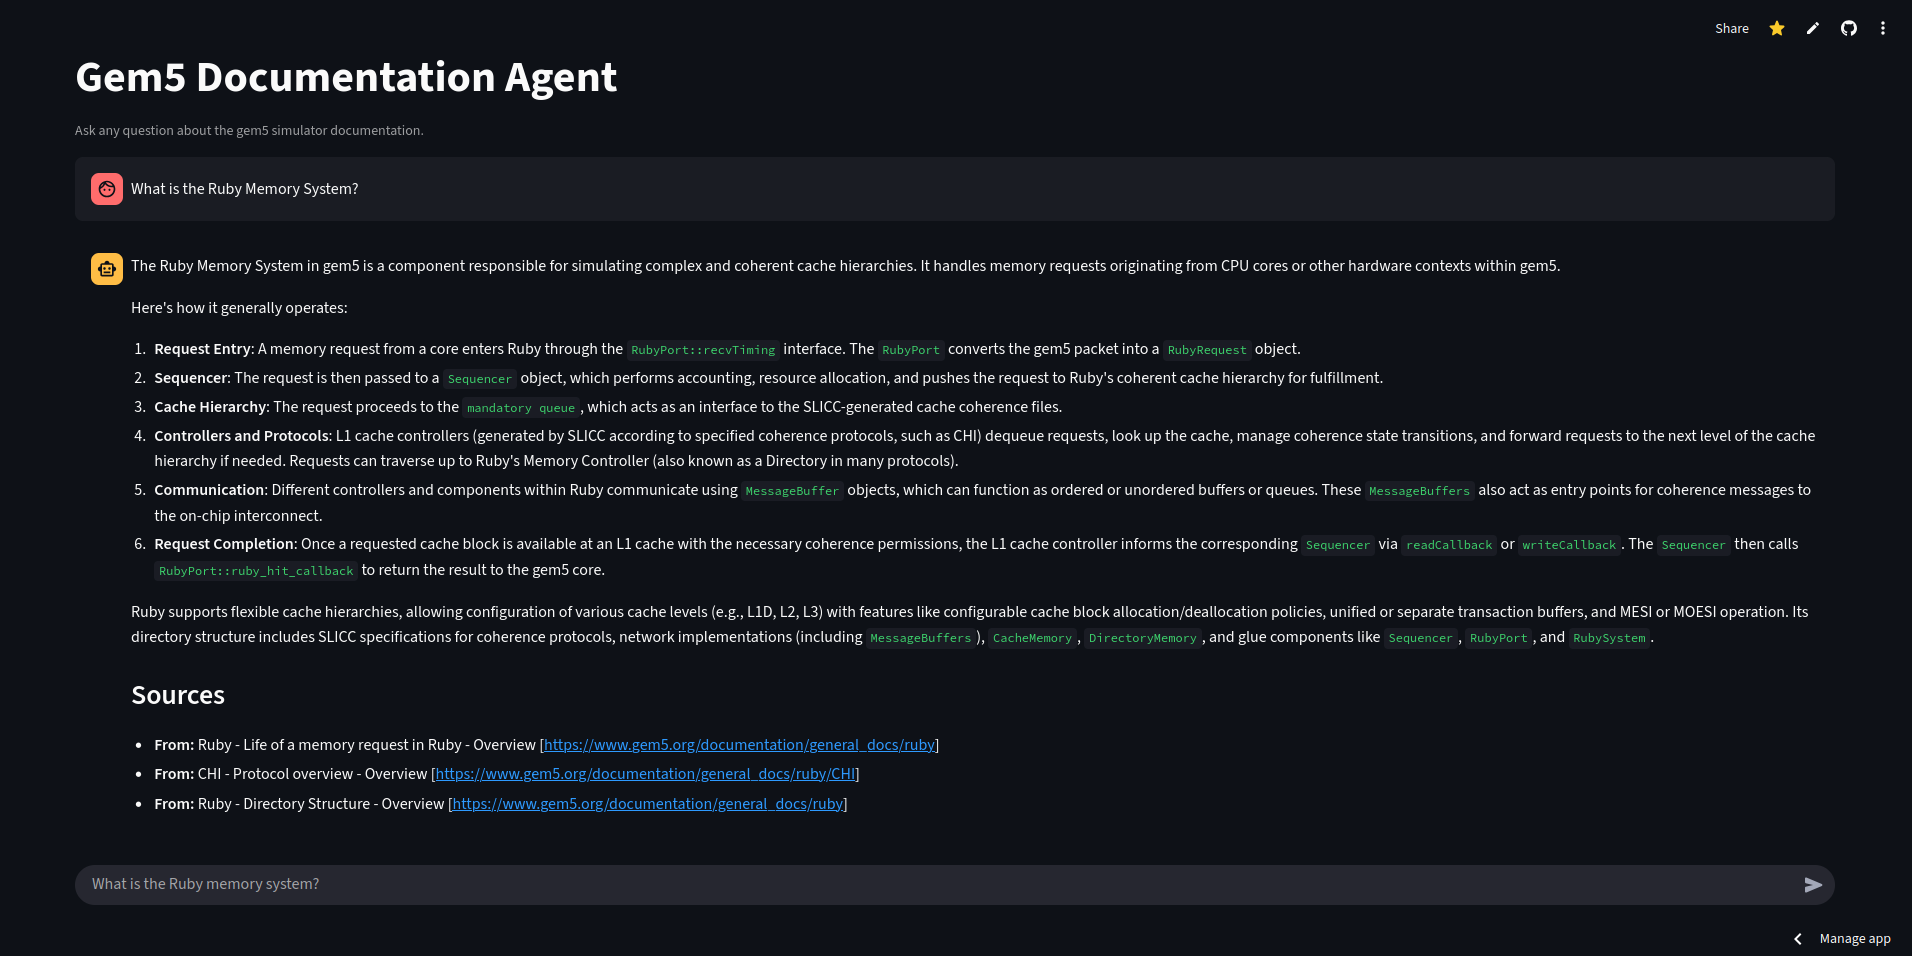 Share
Gem5 Documentation Agent
Ask any question about the gem5 simulator documentation.
What is the Ruby Memory System?
The Ruby Memory System in gem5 is a component responsible for simulating complex and coherent cache hierarchies. It handles memory requests originating from CPU cores or other hardware contexts within gem5.
Here's how it generally operates:
1. Request Entry: A memory request from a core enters Ruby through the RubyPort::recvTiming interface. The RubyPort converts the gem5 packet into a RubyRequest object.
2. Sequencer: The request is then passed to a Sequencer object, which performs accounting, resource allocation, and pushes the request to Ruby's coherent cache hierarchy for fulfillment.
3. Cache Hierarchy: The request proceeds to the mandatory queue, which acts as an interface to the SLICC-generated cache coherence files.
4. Controllers and Protocols: L1 cache controllers (generated by SLICC according to specified coherence protocols, such as CHI) dequeue requests, look up the cache, manage coherence state transitions, and forward requests to the next level of the cache
hierarchy if needed. Requests can traverse up to Ruby's Memory Controller (also known as a Directory in many protocols).
5. Communication: Different controllers and components within Ruby communicate using MessageBuffer objects, which can function as ordered or unordered buffers or queues. These MessageBuffers also act as entry points for coherence messages to
the on-chip interconnect.
6. Request Completion: Once a requested cache block is available at an L1 cache with the necessary coherence permissions, the L1 cache controller informs the corresponding Sequencer via readCallback or writeCallback. The Sequencer then calls
RubyPort::ruby_hit_callback to return the result to the gem5 core.
Ruby supports flexible cache hierarchies, allowing configuration of various cache levels (e.g., L1D, L2, L3) with features like configurable cache block allocation/deallocation policies, unified or separate transaction buffers, and MESI or MOESI operation. Its
directory structure includes SLICC specifications for coherence protocols, network implementations (including MessageBuffers), CacheMemory, DirectoryMemory, and glue components like Sequencer, RubyPort, and RubySystem.
Sources
• From: Ruby - Life of a memory request in Ruby - Overview [https://www.gem5.org/documentation/general_docs/ruby]
• From: CHI - Protocol overview - Overview [https://www.gem5.org/documentation/general_docs/ruby/CHI]
• From: Ruby - Directory Structure - Overview [https://www.gem5.org/documentation/general_docs/ruby]
What is the Ruby memory system?
Manage app